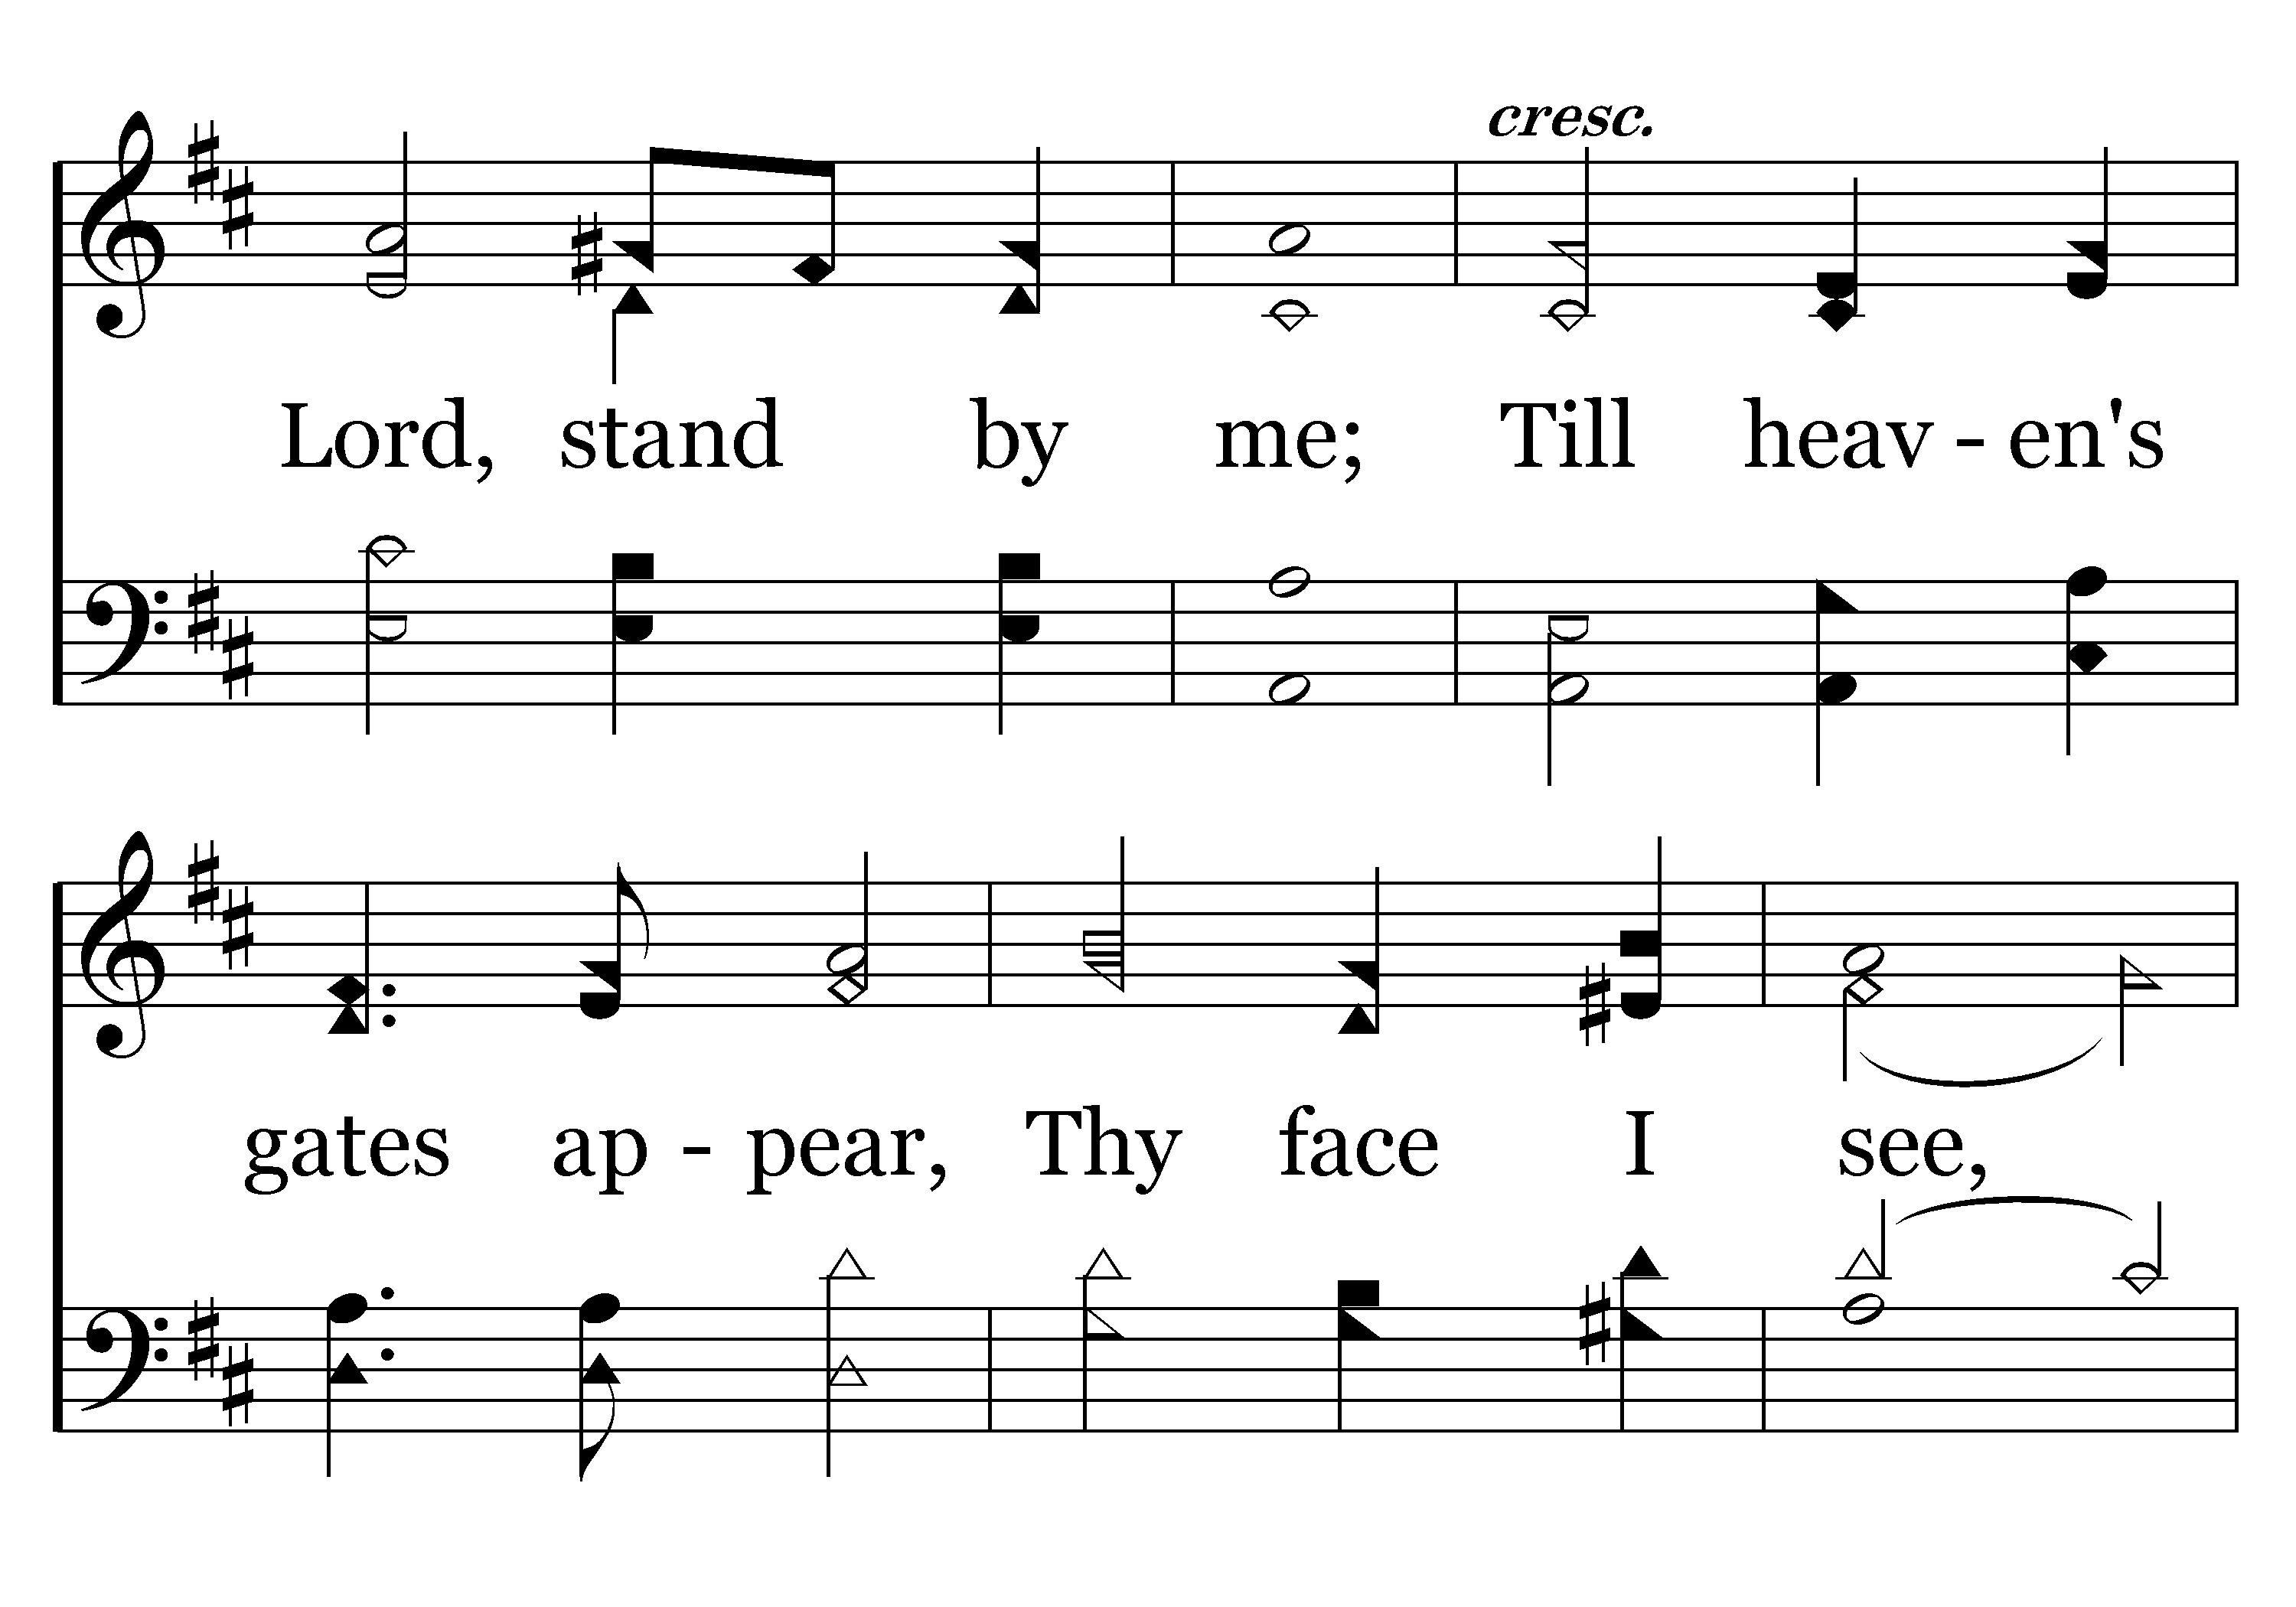 cresc.
Lord, stand by me; Till heav - en's
gates ap - pear, Thy face I see,